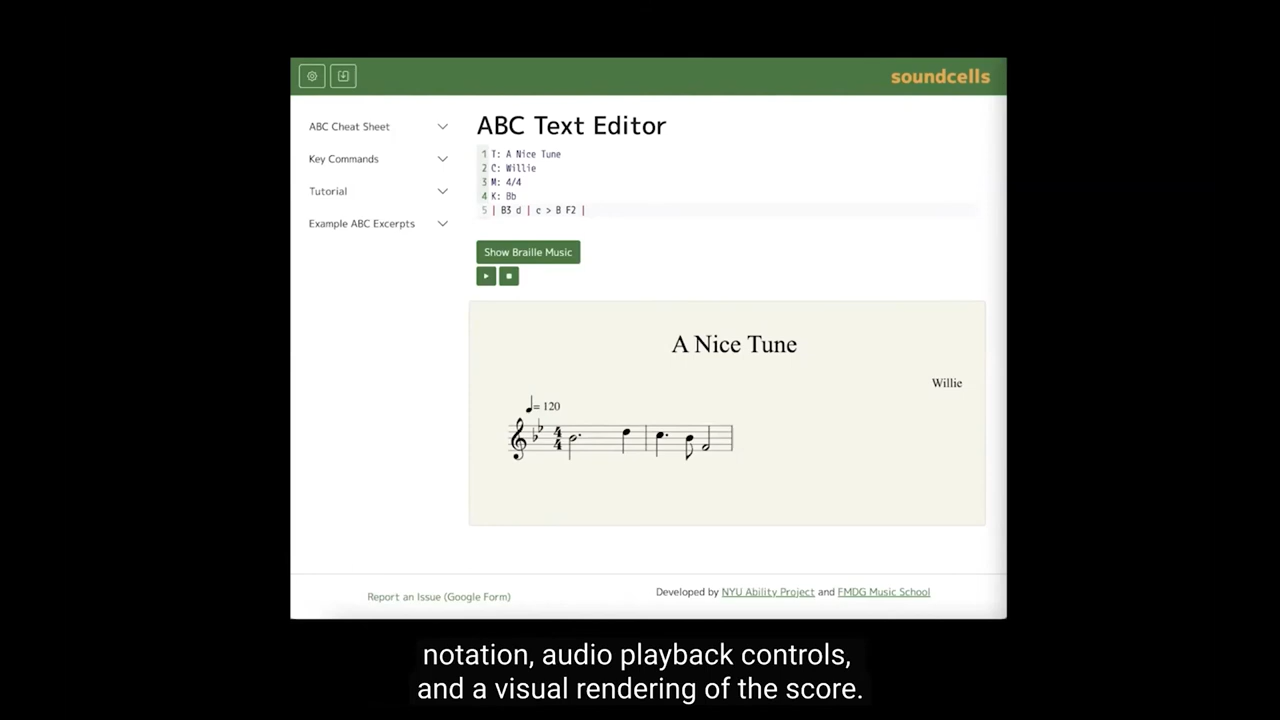 soundcells
ABC Cheat Sheet
Key Commands
Tutorial
Example ABC Excerpts
ABC Text Editor
1 T: A Nice Tune
2 C: Willie
3 M: 4/4
4 K: Bb
5 | B3 d | c > B F2 |
Show Braille Music
A Nice Tune
Willie
= 120
4
4
Report an Issue (Google Form)
Developed by NYU Ability Project and FMDG Music School
notation, audio playback controls,
and a visual rendering of the score.